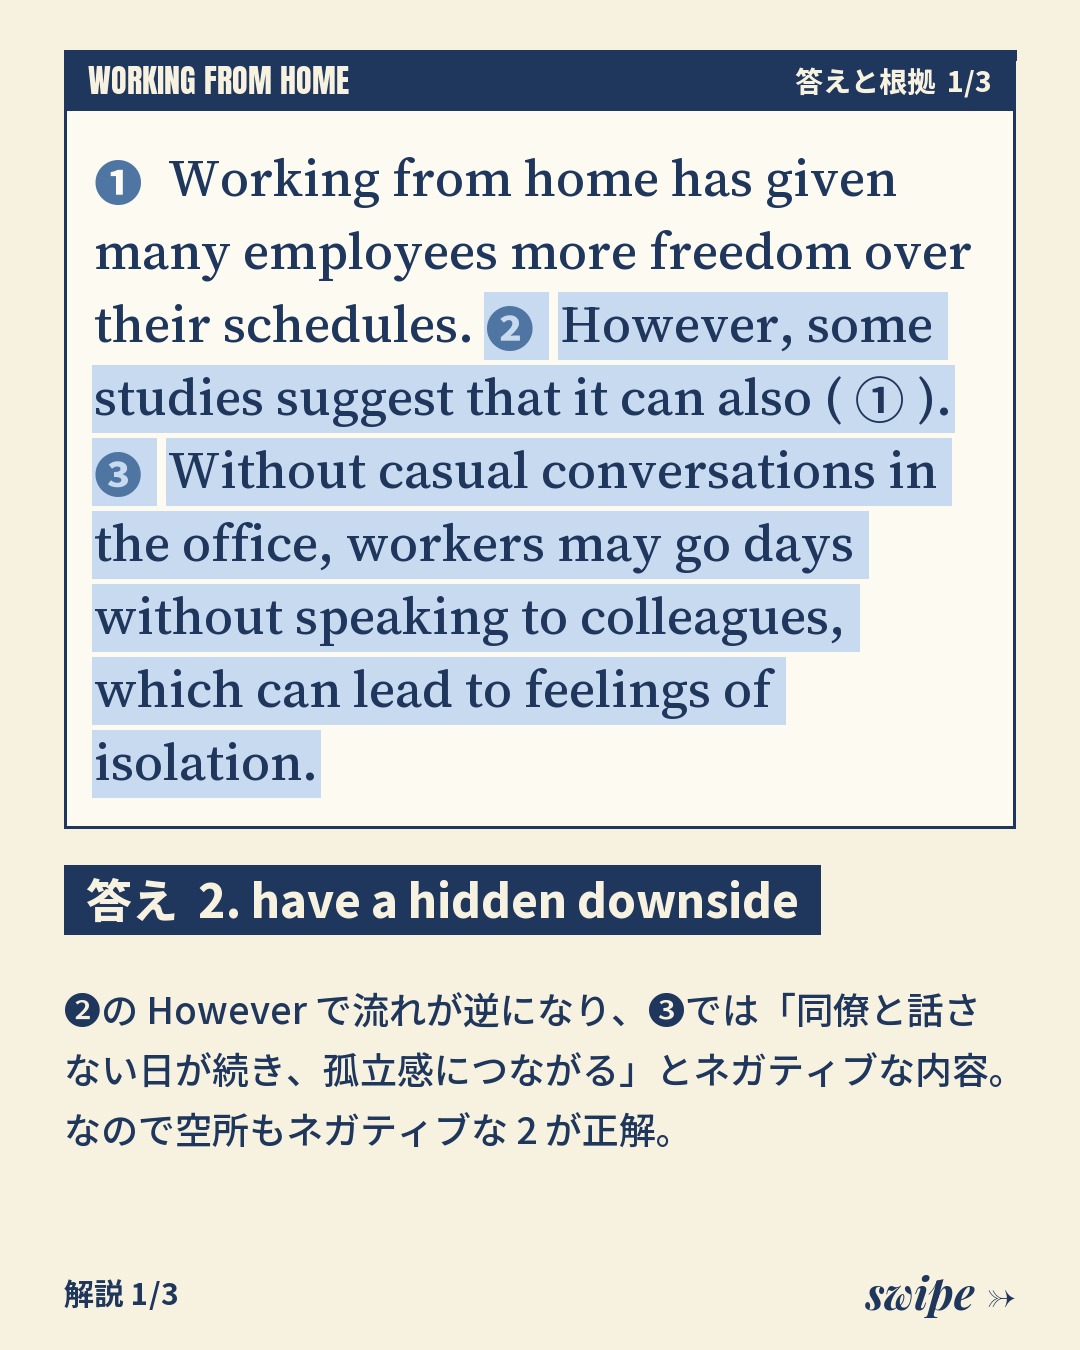 WORKING FROM HOME
答えと根拠 1/3
❶ Working from home has given
many employees more freedom over
their schedules. ❷ However, some
studies suggest that it can also ( ① ).
❸ Without casual conversations in
the office, workers may go days
without speaking to colleagues,
which can lead to feelings of
isolation.
答え 2. have a hidden downside
❷の However で流れが逆になり、❸では「同僚と話さ
ない日が続き、孤立感につながる」とネガティブな内容。
なので空所もネガティブな 2 が正解。
解説 1/3
swipe